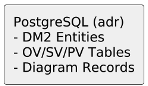 PostgreSQL (adr)
- DM2 Entities
- OV/SV/PV Tables
- Diagram Records